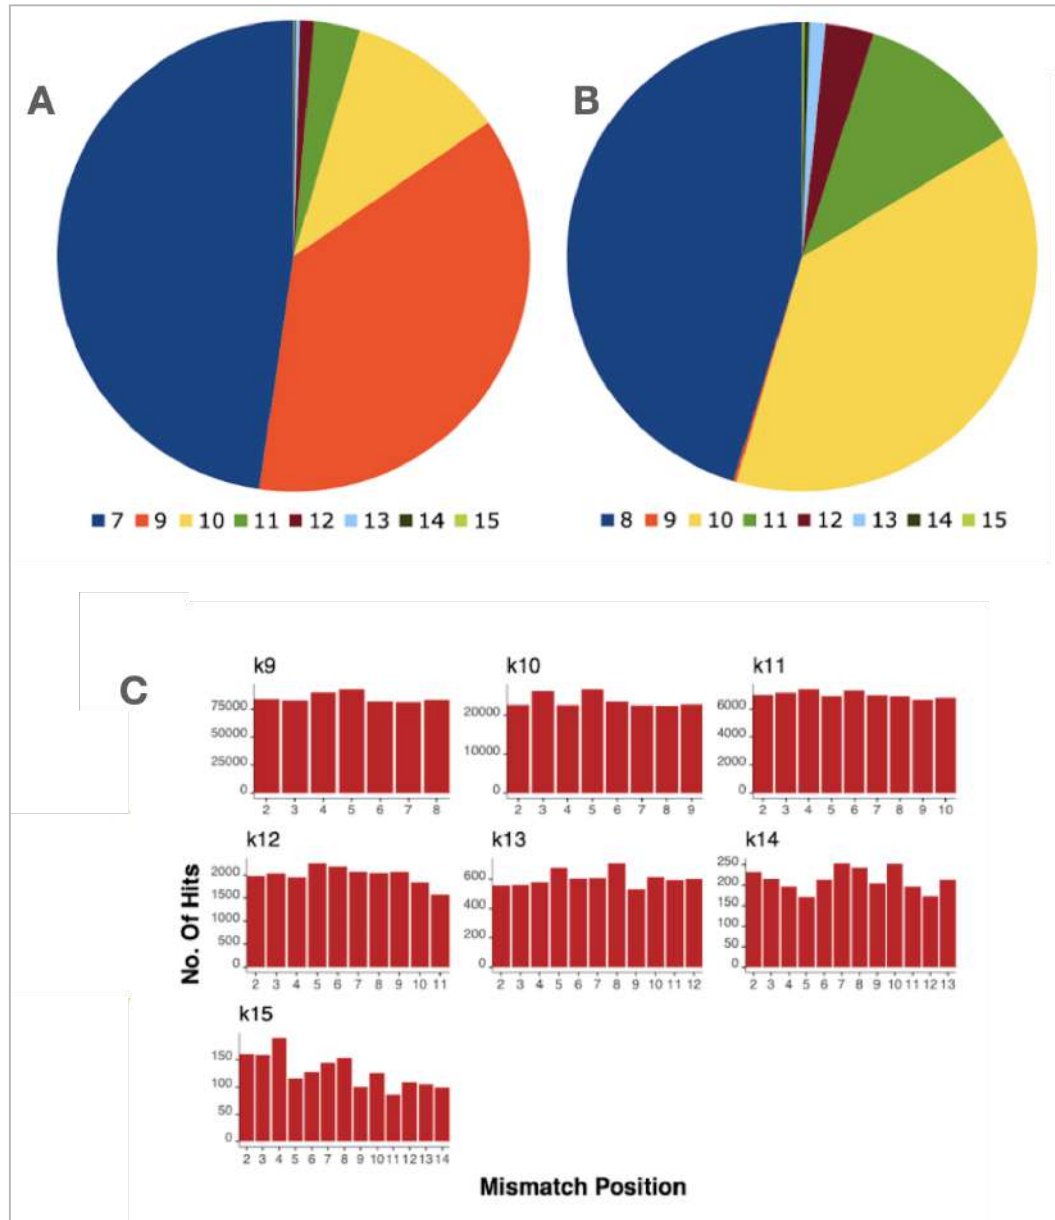 A
B
7 9 10 11 12 13 14 15
8 9 10 11 12 13 14 15
C
No. Of Hits
k9
75000
50000
25000
0
2 3 4 5 6 7 8
k10
20000
10000
0
2 3 4 5 6 7 8 9
k11
6000
4000
2000
0
2 3 4 5 6 7 8 9 10
k12
2000
1500
1000
500
0
2 3 4 5 6 7 8 9 10 11
k13
600
400
200
0
2 3 4 5 6 7 8 9 10 11 12
k14
250
200
150
100
50
0
2 3 4 5 6 7 8 9 10 11 12 13
k15
150
100
50
0
2 3 4 5 6 7 8 9 10 11 12 13 14
Mismatch Position